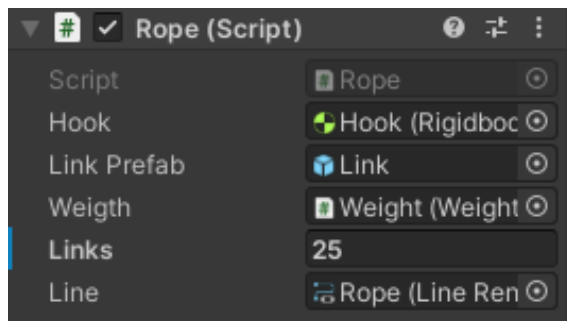 # Rope (Script)
Script # Rope
Hook Hook (Rigidboc
Link Prefab Link
Weigth # Weight (Weight
Links 25
Line Rope (Line Ren